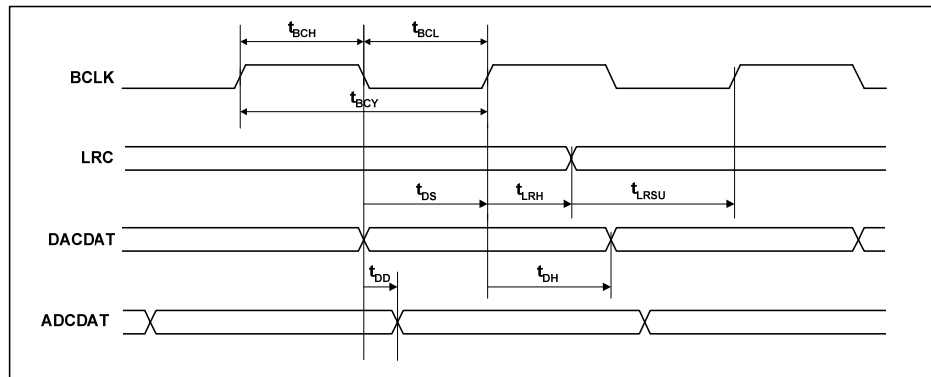 tBCH tBCL
BCLK
tBCY
LRC
tDS tLRH tLRSU
DACDAT
tDD tDH
ADCDAT